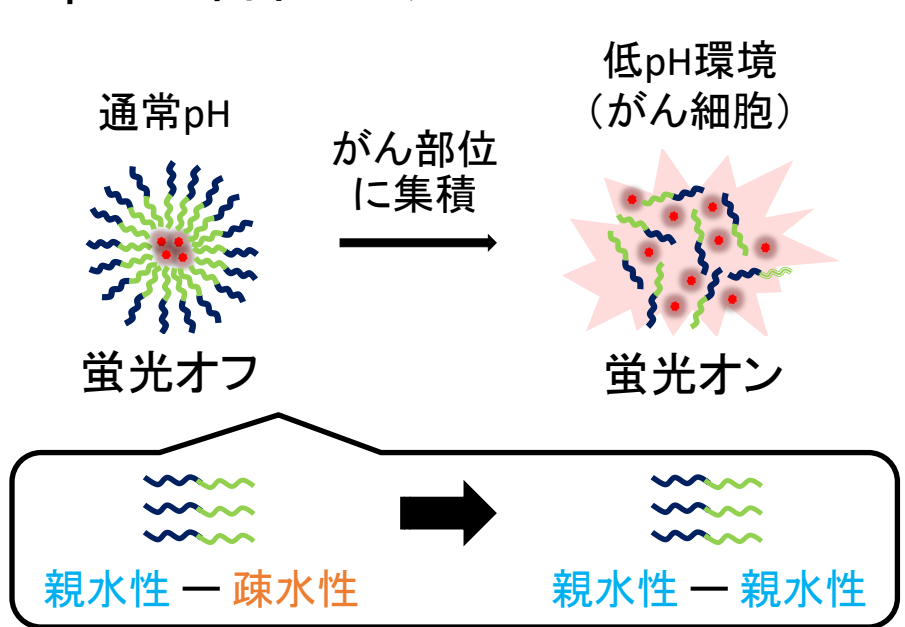 通常pH
がん部位
に集積
低pH環境
（がん細胞）
蛍光オフ
蛍光オン
親水性 ー 疎水性
親水性 ー 親水性